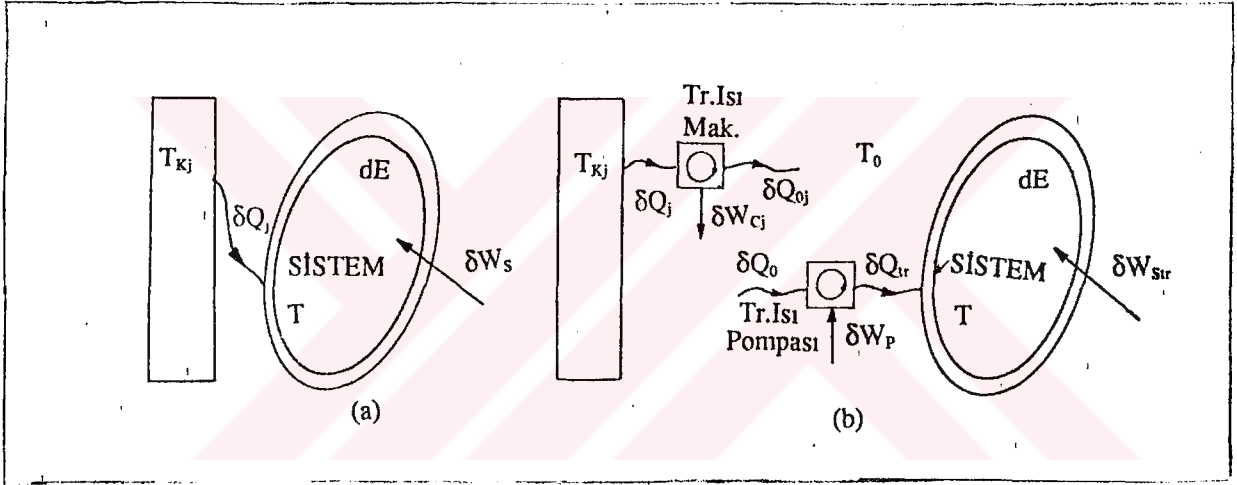 T_Kj
δQ_j
dE
SİSTEM
T
δW_S
(a)
T_Kj
δQ_j
Tr.Isı
Mak.
δQ_0j
δW_Cj
T_0
δQ_0
Tr.Isı
Pompası
δW_P
δQ_tr
dE
SİSTEM
T
δW_Str
(b)